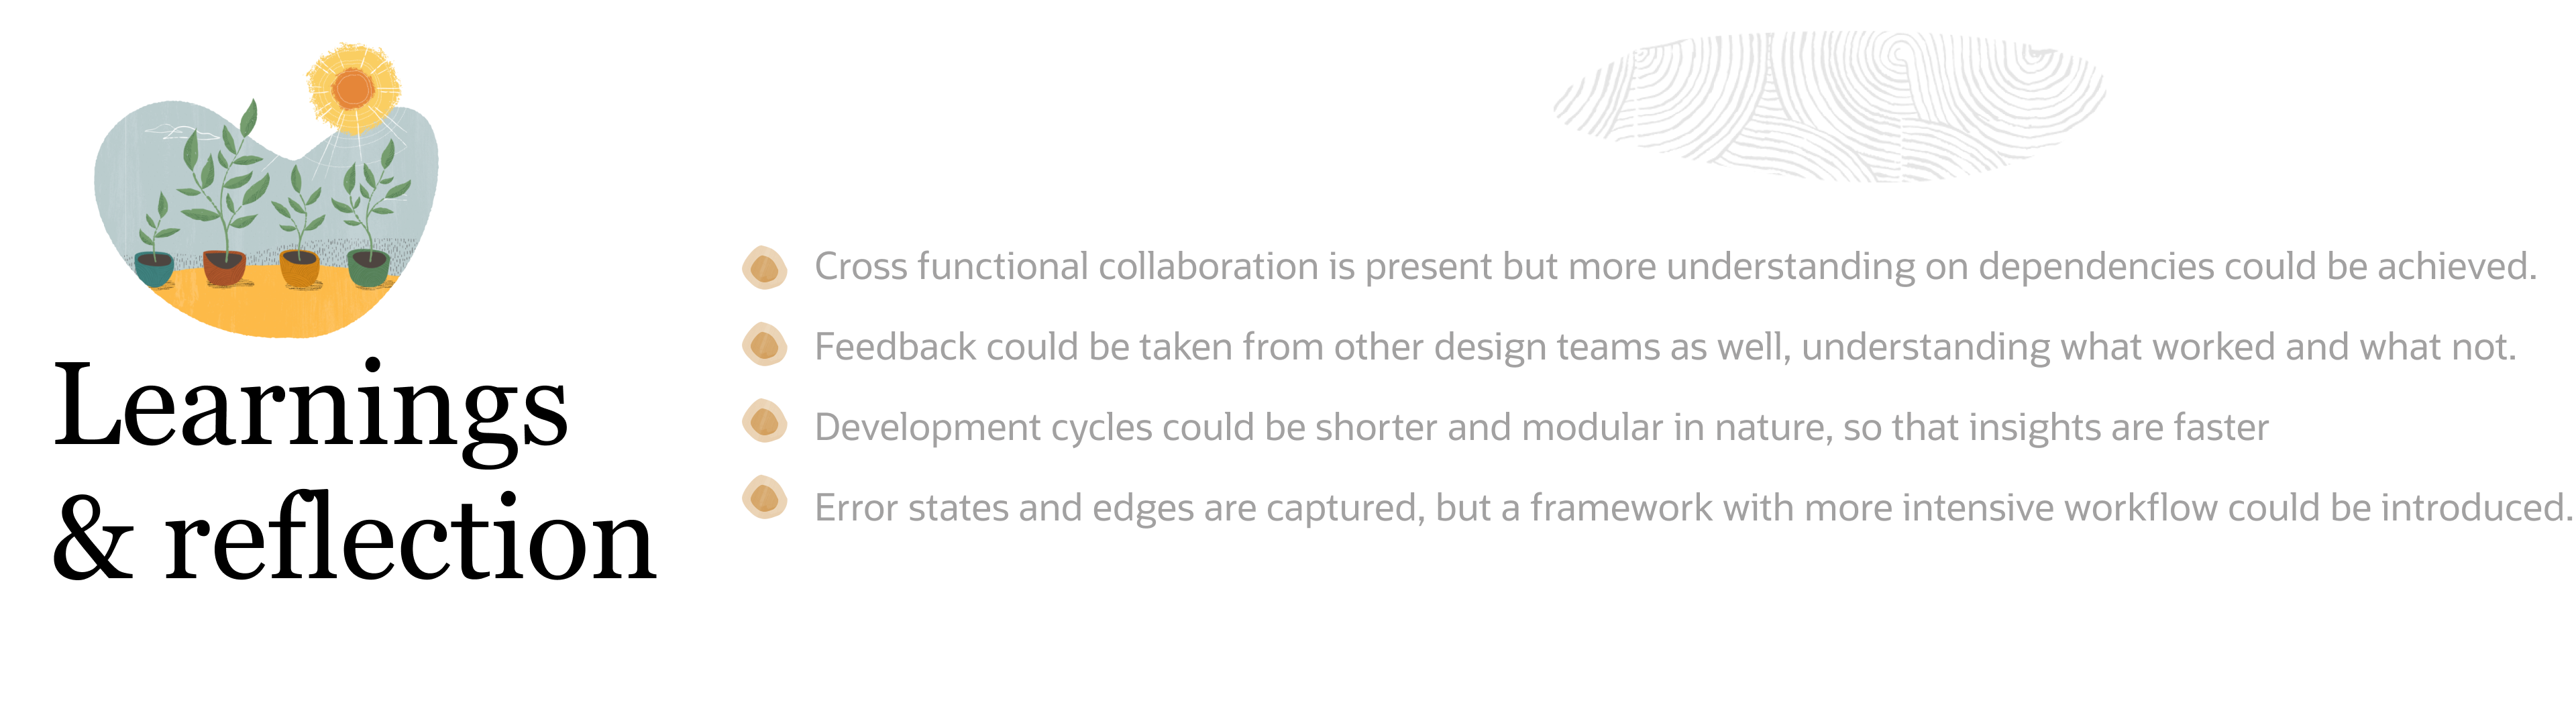 Learnings
& reflection
Cross functional collaboration is present but more understanding on dependencies could be achieved.
Feedback could be taken from other design teams as well, understanding what worked and what not.
Development cycles could be shorter and modular in nature, so that insights are faster
Error states and edges are captured, but a framework with more intensive workflow could be introduced.